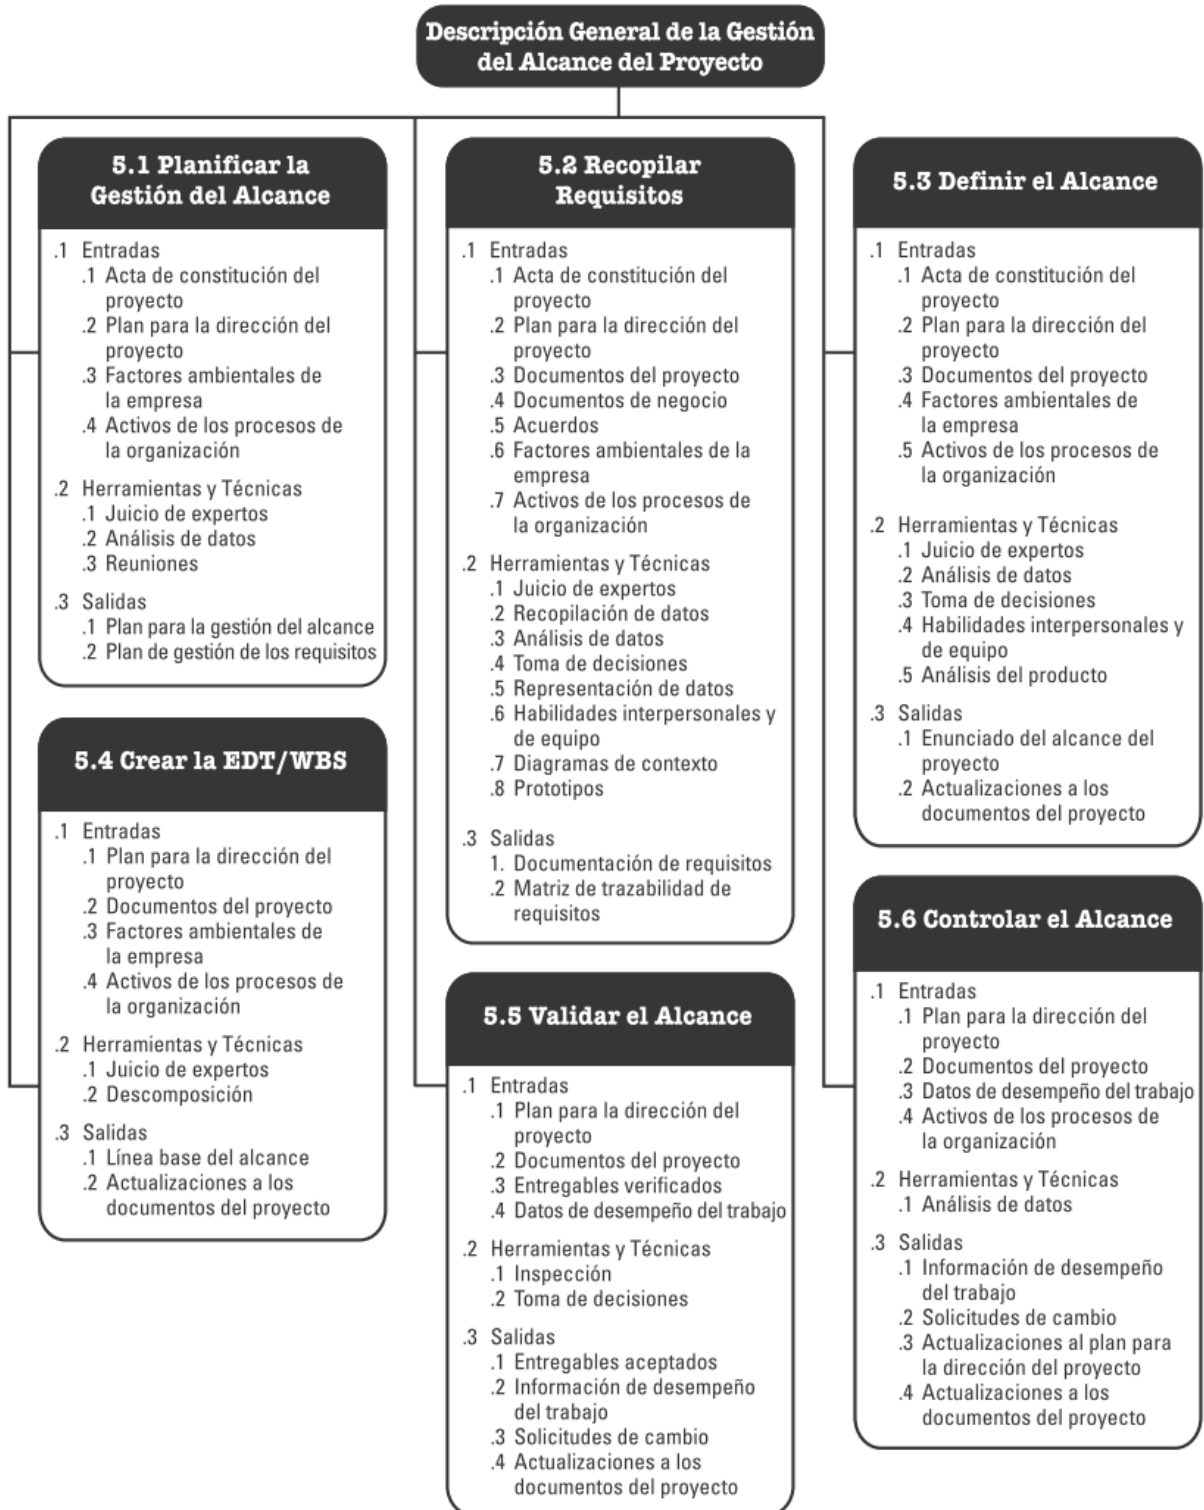 Descripción General de la Gestión
del Alcance del Proyecto
5.1 Planificar la
Gestión del Alcance
.1 Entradas
.1 Acta de constitución del
proyecto
.2 Plan para la dirección del
proyecto
.3 Factores ambientales de
la empresa
.4 Activos de los procesos de
la organización
.2 Herramientas y Técnicas
.1 Juicio de expertos
.2 Análisis de datos
.3 Reuniones
.3 Salidas
.1 Plan para la gestión del alcance
.2 Plan de gestión de los requisitos
5.2 Recopilar
Requisitos
.1 Entradas
.1 Acta de constitución del
proyecto
.2 Plan para la dirección del
proyecto
.3 Documentos del proyecto
.4 Documentos de negocio
.5 Acuerdos
.6 Factores ambientales de la
empresa
.7 Activos de los procesos de
la organización
.2 Herramientas y Técnicas
.1 Juicio de expertos
.2 Recopilación de datos
.3 Análisis de datos
.4 Toma de decisiones
.5 Representación de datos
.6 Habilidades interpersonales y
de equipo
.7 Diagramas de contexto
.8 Prototipos
.3 Salidas
1. Documentación de requisitos
.2 Matriz de trazabilidad de
requisitos
5.3 Definir el Alcance
.1 Entradas
.1 Acta de constitución del
proyecto
.2 Plan para la dirección del
proyecto
.3 Documentos del proyecto
.4 Factores ambientales de
la empresa
.5 Activos de los procesos de
la organización
.2 Herramientas y Técnicas
.1 Juicio de expertos
.2 Análisis de datos
.3 Toma de decisiones
.4 Habilidades interpersonales y
de equipo
.5 Análisis del producto
.3 Salidas
.1 Enunciado del alcance del
proyecto
.2 Actualizaciones a los
documentos del proyecto
5.4 Crear la EDT/WBS
.1 Entradas
.1 Plan para la dirección del
proyecto
.2 Documentos del proyecto
.3 Factores ambientales de
la empresa
.4 Activos de los procesos de
la organización
.2 Herramientas y Técnicas
.1 Juicio de expertos
.2 Descomposición
.3 Salidas
.1 Línea base del alcance
.2 Actualizaciones a los
documentos del proyecto
5.5 Validar el Alcance
.1 Entradas
.1 Plan para la dirección del
proyecto
.2 Documentos del proyecto
.3 Entregables verificados
.4 Datos de desempeño del trabajo
.2 Herramientas y Técnicas
.1 Inspección
.2 Toma de decisiones
.3 Salidas
.1 Entregables aceptados
.2 Información de desempeño
del trabajo
.3 Solicitudes de cambio
.4 Actualizaciones a los
documentos del proyecto
5.6 Controlar el Alcance
.1 Entradas
.1 Plan para la dirección del
proyecto
.2 Documentos del proyecto
.3 Datos de desempeño del trabajo
.4 Activos de los procesos de
la organización
.2 Herramientas y Técnicas
.1 Análisis de datos
.3 Salidas
.1 Información de desempeño
del trabajo
.2 Solicitudes de cambio
.3 Actualizaciones al plan para
la dirección del proyecto
.4 Actualizaciones a los
documentos del proyecto